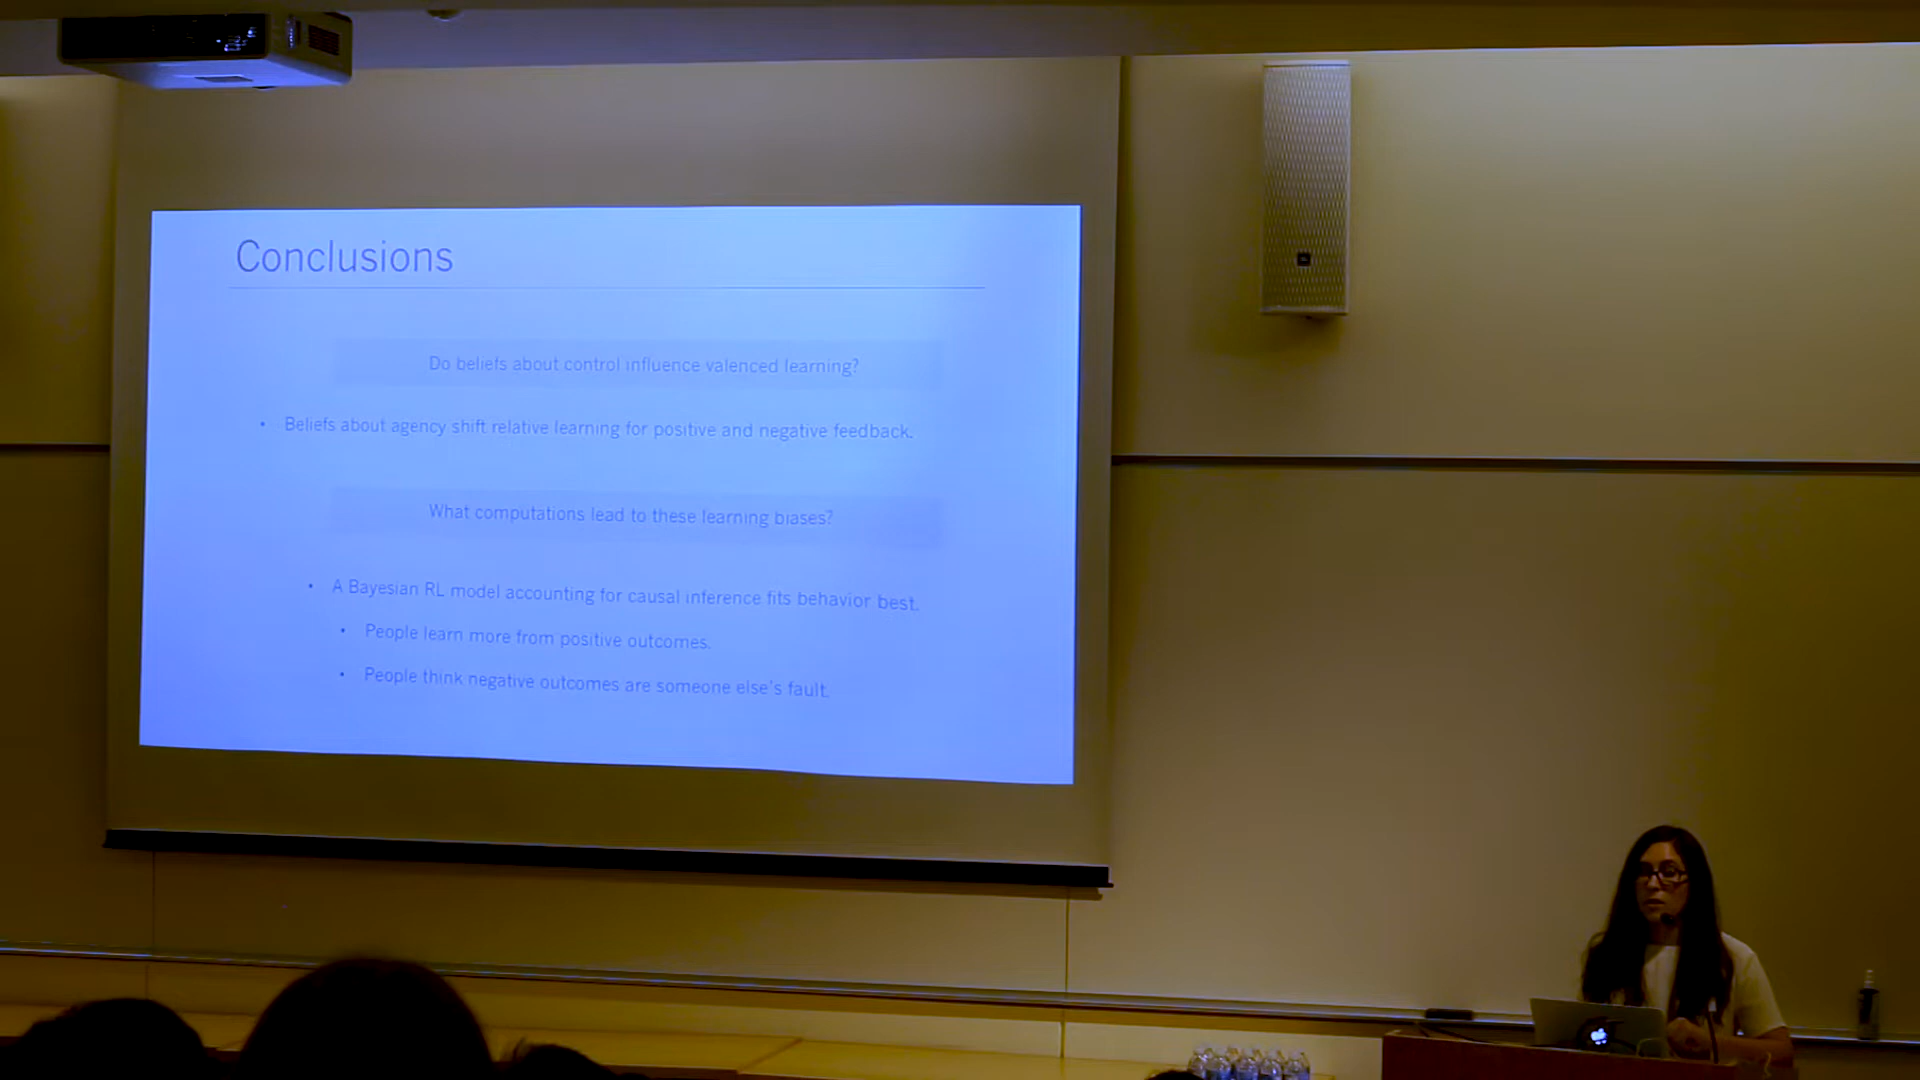 Conclusions
Do beliefs about control influence valenced learning?
• Beliefs about agency shift relative learning for positive and negative feedback.
What computations lead to these learning biases?
• A Bayesian RL model accounting for causal inference fits behavior best.
• People learn more from positive outcomes.
• People think negative outcomes are someone else's fault.